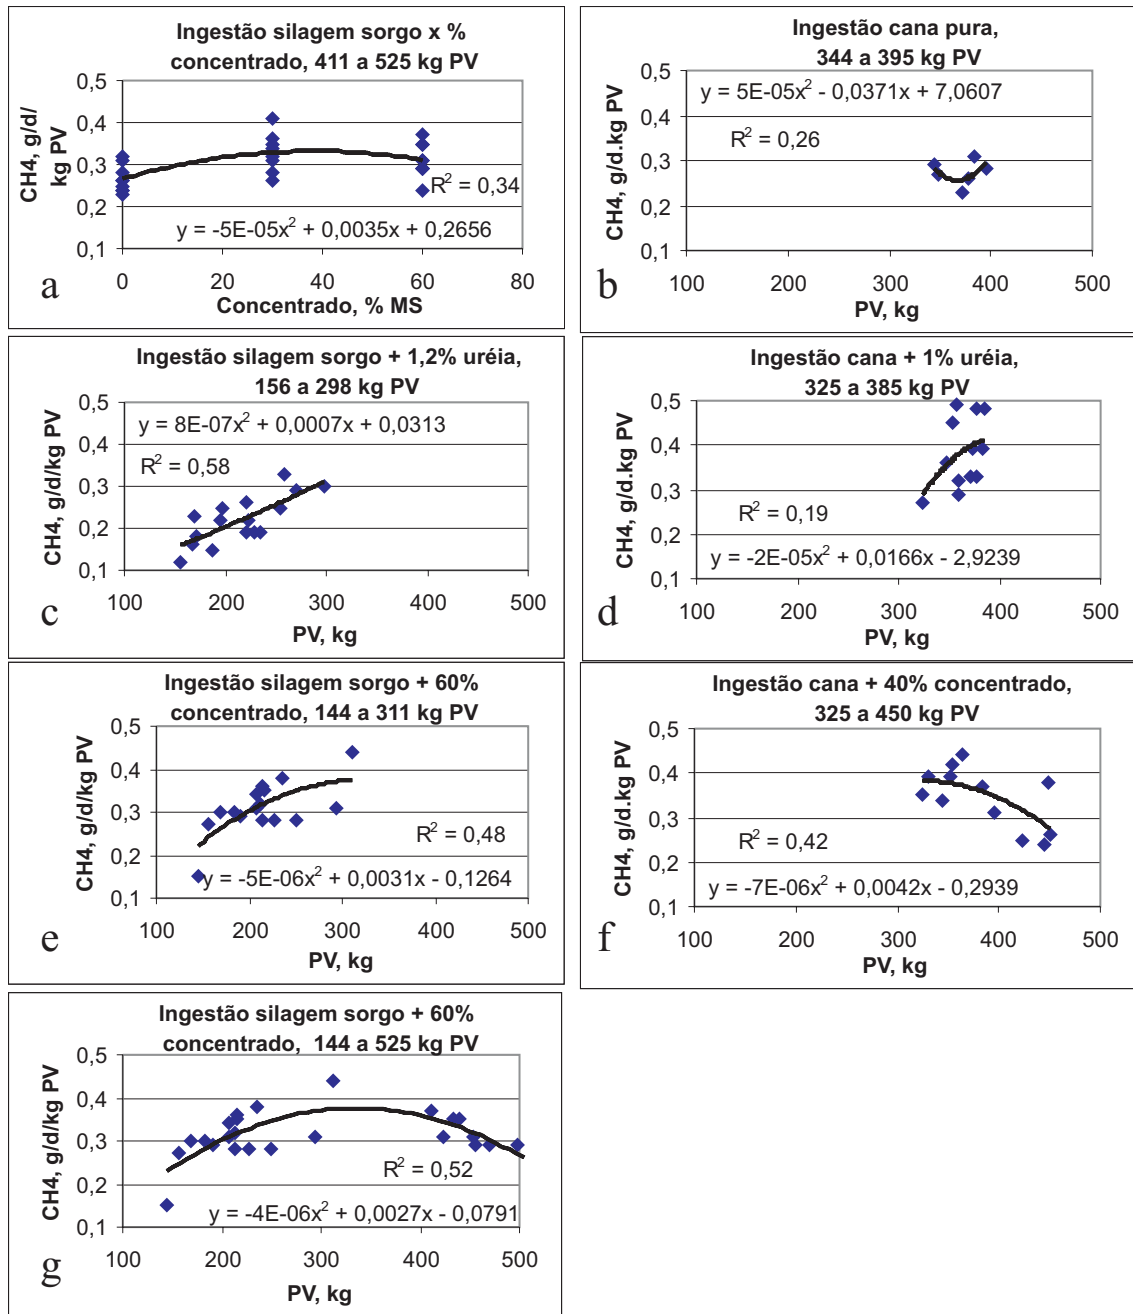 Ingestão silagem sorgo x %
concentrado, 411 a 525 kg PV
CH4, g/d/
kg PV
0,5
0,4
0,3
0,2
0,1
R² = 0,34
y = -5E-05x² + 0,0035x + 0,2656
0 20 40 60 80
Concentrado, % MS
a
Ingestão cana pura,
344 a 395 kg PV
CH4, g/d.kg PV
0,5
0,4
0,3
0,2
0,1
y = 5E-05x² - 0,0371x + 7,0607
R² = 0,26
100 200 300 400 500
PV, kg
b
Ingestão silagem sorgo + 1,2% uréia,
156 a 298 kg PV
CH4, g/d/kg PV
0,5
0,4
0,3
0,2
0,1
y = 8E-07x² + 0,0007x + 0,0313
R² = 0,58
100 200 300 400 500
PV, kg
c
Ingestão cana + 1% uréia,
325 a 385 kg PV
CH4, g/d.kg PV
0,5
0,4
0,3
0,2
0,1
R² = 0,19
y = -2E-05x² + 0,0166x - 2,9239
100 200 300 400 500
PV, kg
d
Ingestão silagem sorgo + 60%
concentrado, 144 a 311 kg PV
CH4, g/d/kg PV
0,5
0,4
0,3
0,2
0,1
R² = 0,48
y = -5E-06x² + 0,0031x - 0,1264
100 200 300 400 500
PV, kg
e
Ingestão cana + 40% concentrado,
325 a 450 kg PV
CH4, g/d.kg PV
0,5
0,4
0,3
0,2
0,1
R² = 0,42
y = -7E-06x² + 0,0042x - 0,2939
100 200 300 400 500
PV, kg
f
Ingestão silagem sorgo + 60%
concentrado, 144 a 525 kg PV
CH4, g/d/kg PV
0,5
0,4
0,3
0,2
0,1
R² = 0,52
y = -4E-06x² + 0,0027x - 0,0791
100 200 300 400 500
PV, kg
g